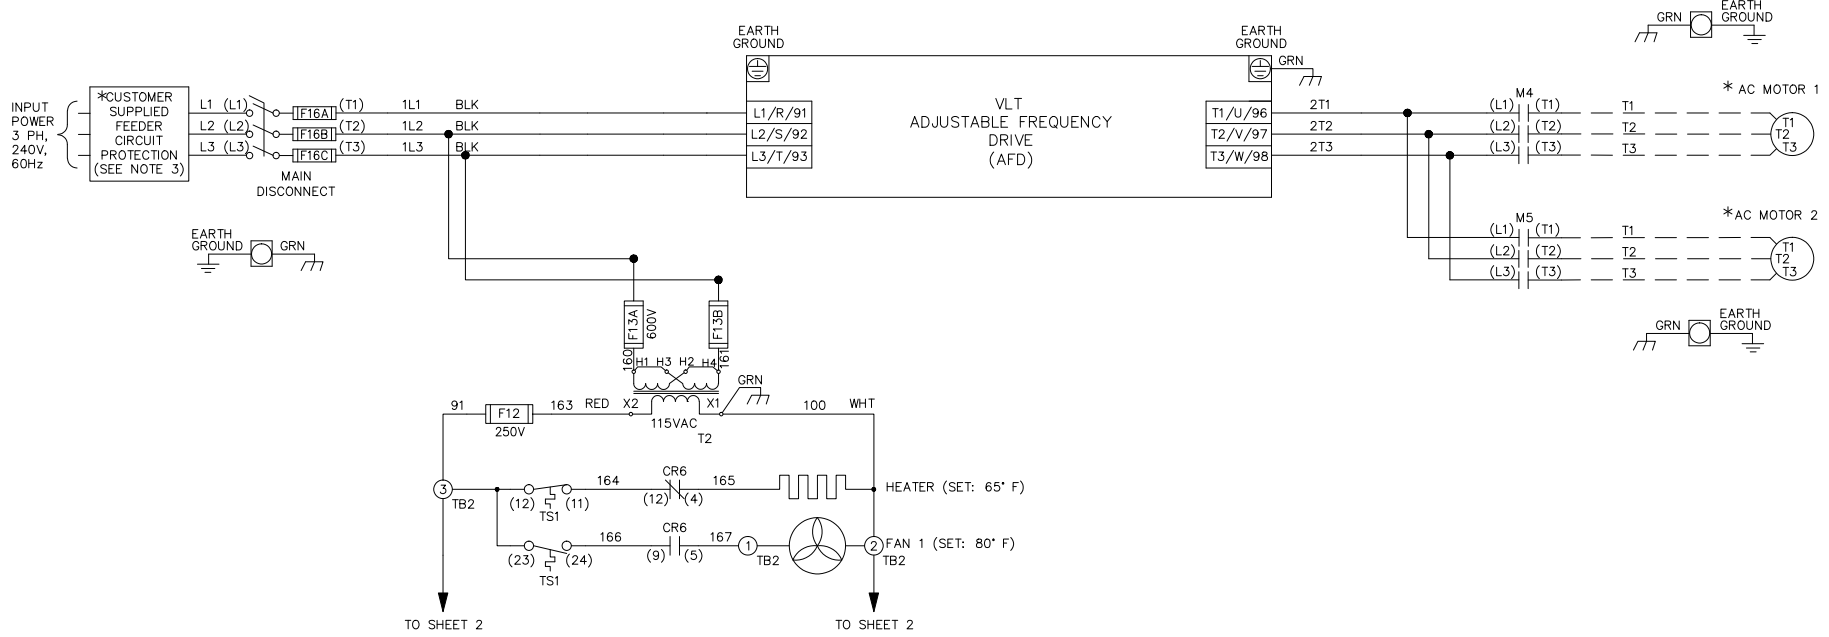 INPUT
POWER
3 PH,
240V,
60Hz
*CUSTOMER
SUPPLIED
FEEDER
CIRCUIT
PROTECTION
(SEE NOTE 3)
L1 (L1)
L2 (L2)
L3 (L3)
F16A
F16B
F16C
(T1)
(T2)
(T3)
MAIN
DISCONNECT
1L1 BLK
1L2 BLK
1L3 BLK
EARTH
GROUND
GRN
EARTH
GROUND
L1/R/91
L2/S/92
L3/T/93
VLT
ADJUSTABLE FREQUENCY
DRIVE
(AFD)
EARTH
GROUND
GRN
T1/U/96
T2/V/97
T3/W/98
2T1
2T2
2T3
GRN
EARTH
GROUND
M4
(L1) (T1) T1
(L2) (T2) T2
(L3) (T3) T3
* AC MOTOR 1
T1
T2
T3
M5
(L1) (T1) T1
(L2) (T2) T2
(L3) (T3) T3
*AC MOTOR 2
T1
T2
T3
GRN
EARTH
GROUND
F13A
600V
F13B
160
161
H1 H3 H2 H4
GRN
91
F12
250V
163 RED X2
X1
100 WHT
115VAC
T2
3
TB2
(12) (11)
TS1
164
CR6
(12) (4)
165
HEATER (SET: 65° F)
(23) (24)
TS1
166
CR6
(9) (5)
167
1
TB2
2
TB2
FAN 1 (SET: 80° F)
TO SHEET 2
TO SHEET 2